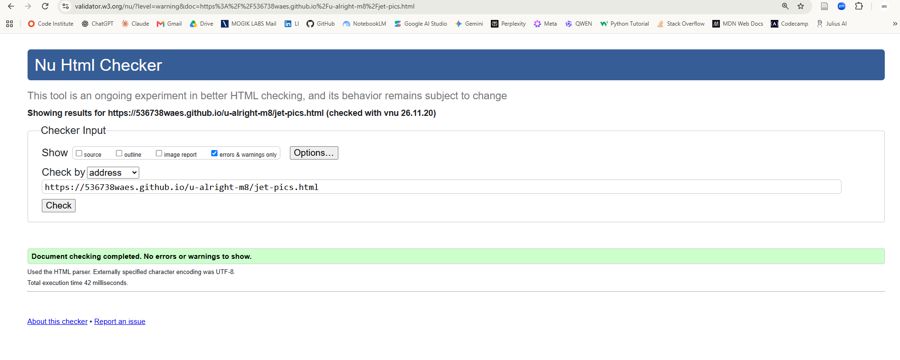 validator.w3.org/nu/?level=warning&doc=https%3A%2F%2F536738waes.github.io%2Fu-alright-m8%2Fjet-pics.html
Code Insight ChatGPT Claude Gmail Drive MOGIK LABS Mail LI GitHub NotebookLM Google AI Studio Gemini Perplexity Meta QWEN Python Tutorial Stack Overflow MDN Web Docs Codecamp Julius AI
Nu Html Checker
This tool is an ongoing experiment in better HTML checking, and its behavior remains subject to change
Showing results for https://536738waes.github.io/u-alright-m8/jet-pics.html (checked with vnu 26.11.20)
Checker Input
Show source outline image report errors & warnings only Options...
Check by address
https://536738waes.github.io/u-alright-m8/jet-pics.html
Check
Document checking completed. No errors or warnings to show.
Used the HTML parser. Externally specified character encoding was UTF-8.
Total execution time 42 milliseconds.
About this checker • Report an issue